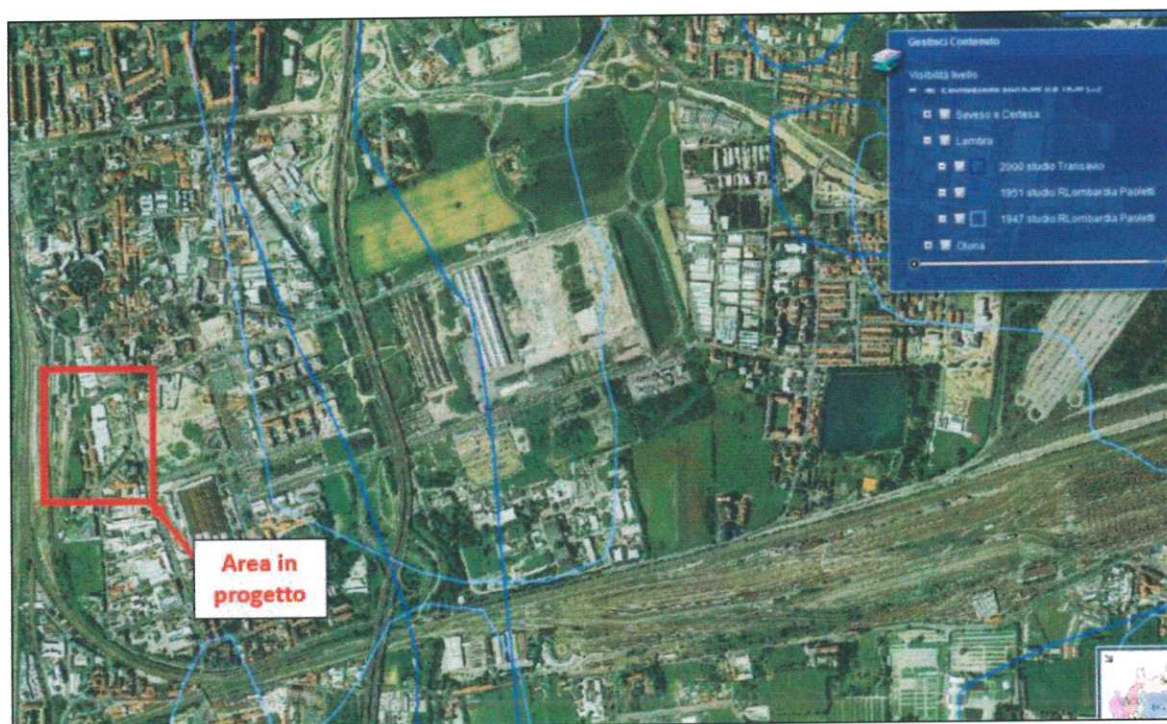 Gestisci Contenuto
Visibilità livello
Seveso e Certesa
Lambro
2000 studio Transavio
1951 studio RLombardia Paoletti
1947 studio RLombardia Paoletti
Olona
Area in
progetto